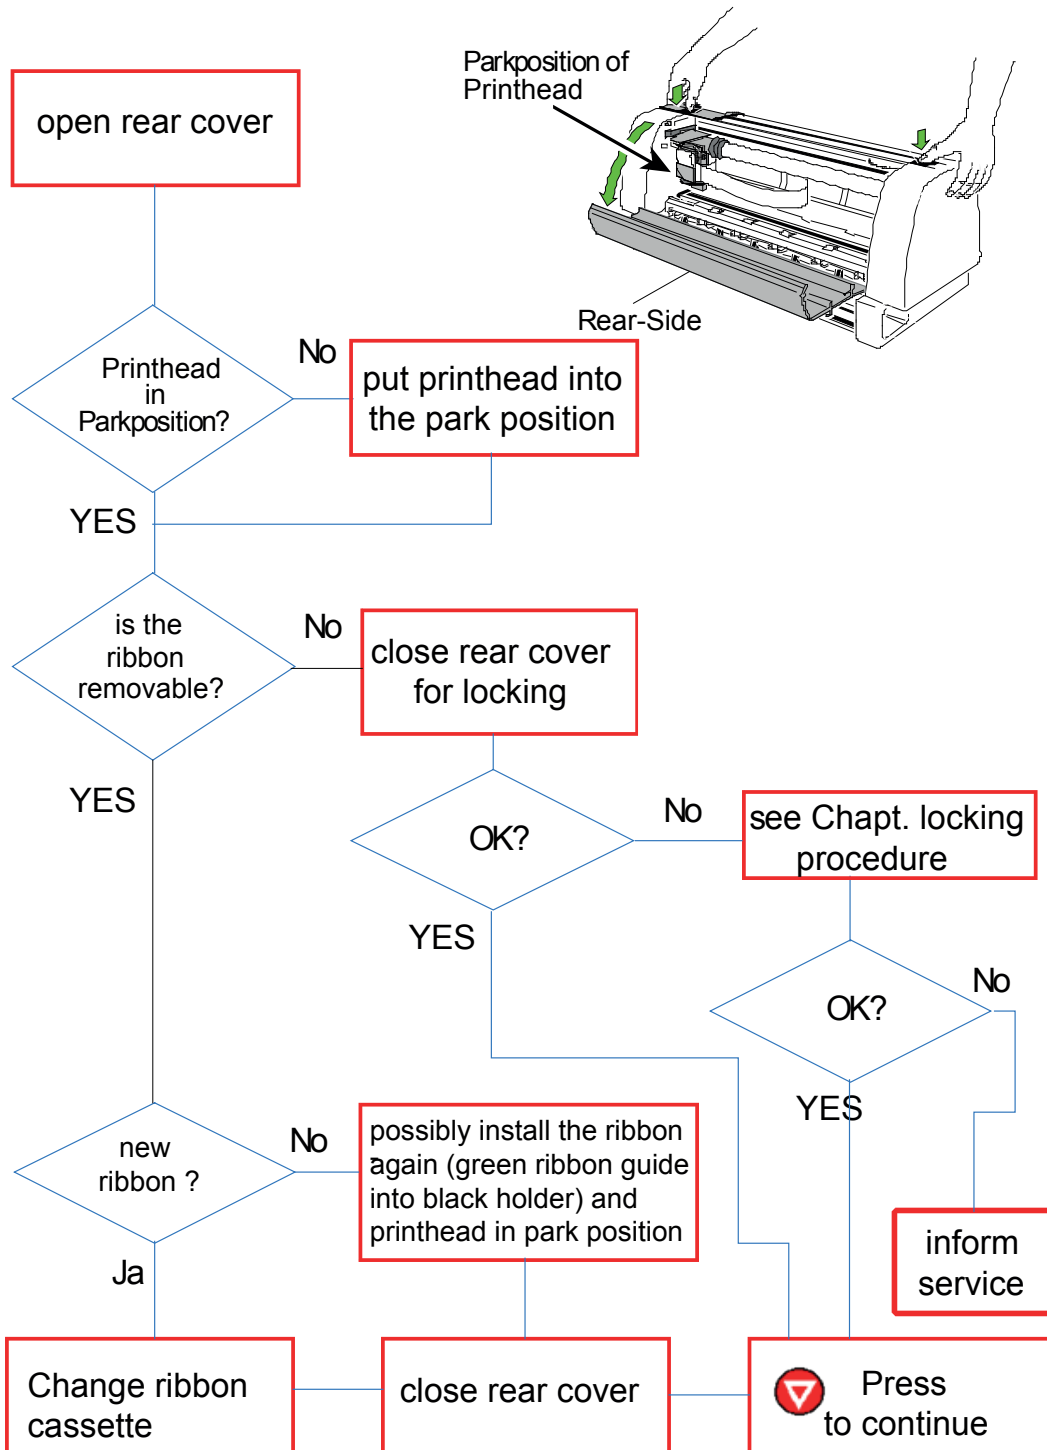 Parkposition of
Printhead
open rear cover
Rear-Side
Printhead
in
Parkposition?
No
put printhead into
the park position
YES
is the
ribbon
removable?
No
close rear cover
for locking
YES
OK?
No
see Chapt. locking
procedure
YES
OK?
No
YES
new
ribbon ?
No
possibly install the ribbon
again (green ribbon guide
into black holder) and
printhead in park position
inform
service
Ja
Change ribbon
cassette
close rear cover
Press
to continue